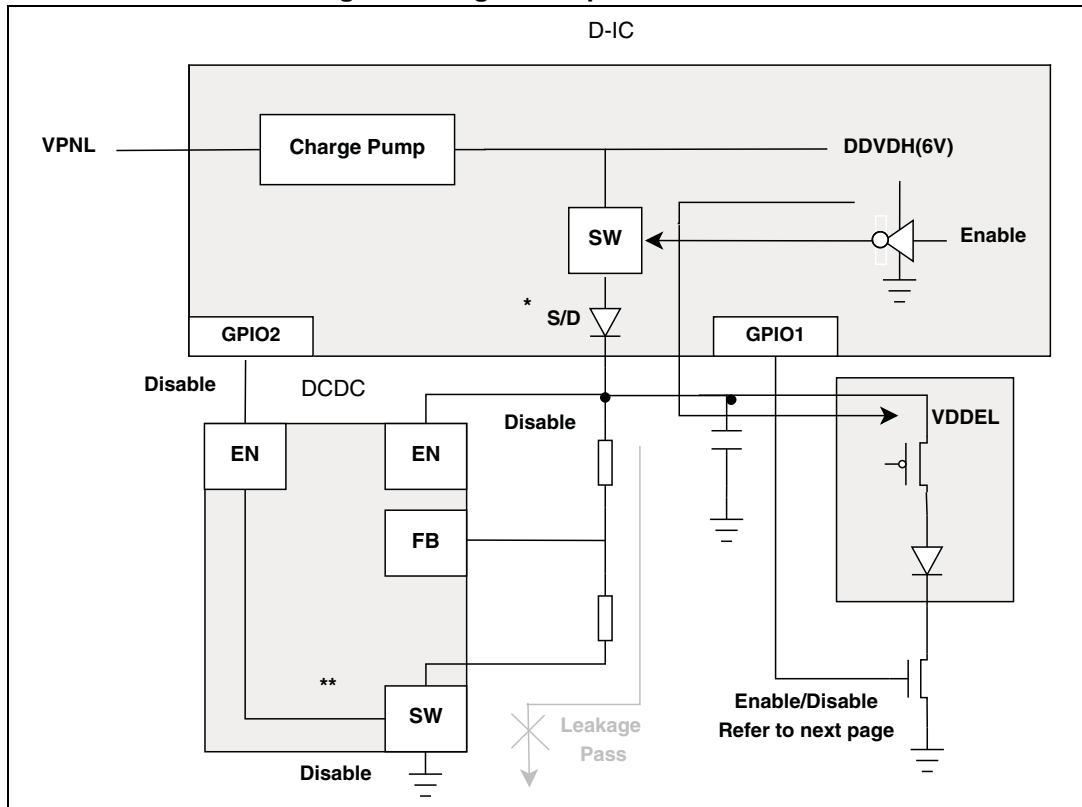 D-IC
VPNL
Charge Pump
DDVDH(6V)
SW
Enable
*
S/D
GPIO2
GPIO1
Disable
DCDC
Disable
VDDEL
EN
EN
FB
**
SW
Leakage
Pass
Enable/Disable
Refer to next page
Disable